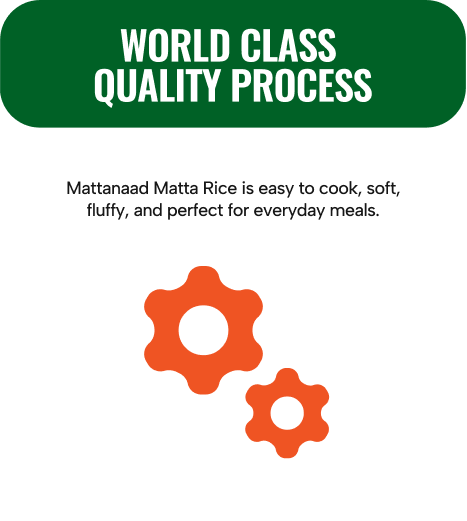 WORLD CLASS
QUALITY PROCESS
Mattanaad Matta Rice is easy to cook, soft,
fluffy, and perfect for everyday meals.